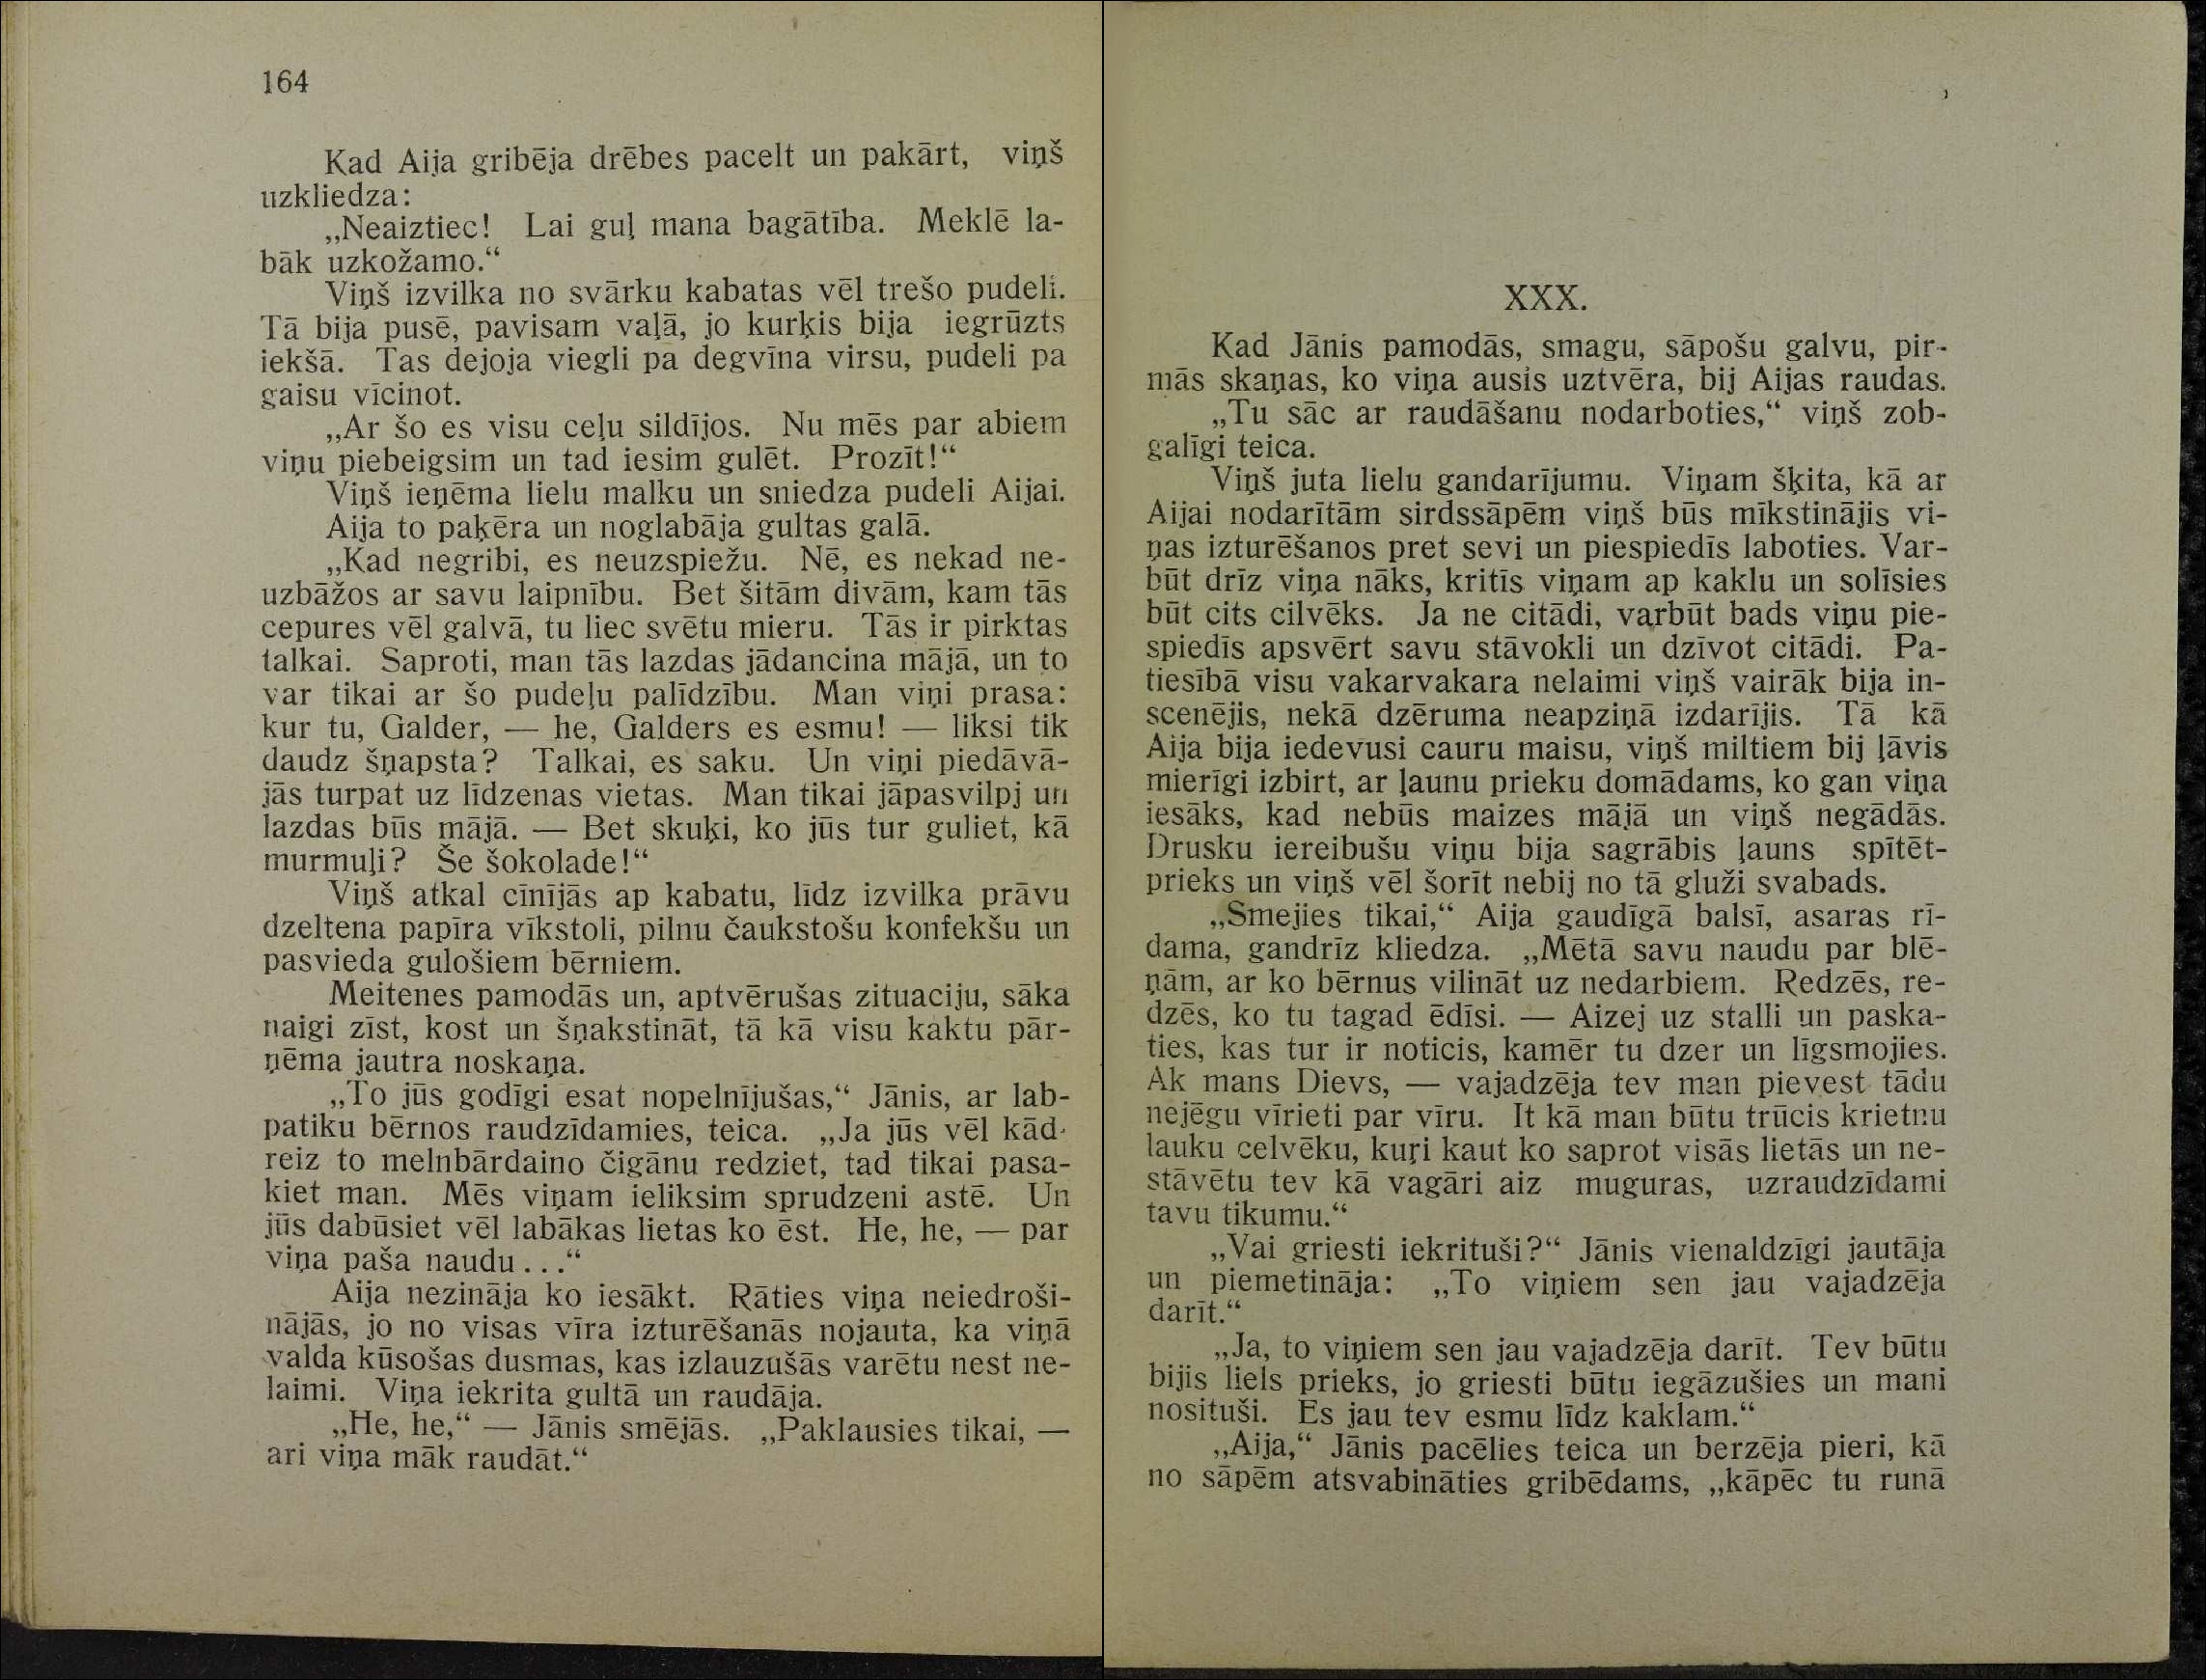 164
Kad Aija gribēja drēbes pacelt un pakārt, viņš
uzkliedza:
„Neaiztiec! Lai guļ mana bagātība. Meklē la-
bāk uzkožamo.“
Viņš izvilka no svārku kabatas vēl trešo pudeli.
Tā bija pusē, pavisam vaļā, jo kurķis bija iegrūzts
iekšā. Tas dejoja viegli pa degvīna virsu, pudeli pa
gaisu vīcinot.
„Ar šo es visu ceļu sildījos. Nu mēs par abiem
viņu piebeigsim un tad iesim gulēt. Prozīt!“
Viņš ieņēma lielu malku un sniedza pudeli Aijai.
Aija to paķēra un noglabāja gultas galā.
„Kad negribi, es neuzspiežu. Nē, es nekad ne-
uzbāžos ar savu laipnību. Bet šitām divām, kam tās
cepures vēl galvā, tu liec svētu mieru. Tās ir pirktas
talkai. Saproti, man tās lazdas jādancina mājā, un to
var tikai ar šo pudeļu palīdzību. Man viņi prasa:
kur tu, Galder, — he, Galders es esmu! — liksi tik
daudz šņapsta? Talkai, es saku. Un viņi piedāvā-
jās turpat uz līdzenas vietas. Man tikai jāpasvilpj un
lazdas būs mājā. — Bet skuķi, ko jūs tur guliet, kā
murmuļi? Še šokolade!“
Viņš atkal cīnījās ap kabatu, līdz izvilka prāvu
dzeltena papīra vīkstoli, pilnu čaukstošu konfekšu un
pasvieda gulošiem bērniem.
Meitenes pamodās un, aptvērušas zituaciju, sāka
naigi zīst, kost un šņakstināt, tā kā visu kaktu pār-
ņēma jautra noskaņa.
„To jūs godīgi esat nopelnījušas,“ Jānis, ar lab-
patiku bērnos raudzīdamies, teica. „Ja jūs vēl kād-
reiz to melnbārdaino čigānu redziet, tad tikai pasa-
kiet man. Mēs viņam ieliksim sprudzeni astē. Un
jūs dabūsiet vēl labākas lietas ko ēst. He, he, — par
viņa paša naudu . . .“
Aija nezināja ko iesākt. Rāties viņa neiedroši-
nājās, jo no visas vīra izturēšanās nojauta, ka viņā
valda kūsošas dusmas, kas izlauzušās varētu nest ne-
laimi. Viņa iekrita gultā un raudāja.
„He, he,“ — Jānis smējās. „Paklausies tikai, —
ari viņa māk raudāt.“
XXX.
Kad Jānis pamodās, smagu, sāpošu galvu, pir-
mās skaņas, ko viņa ausis uztvēra, bij Aijas raudas.
„Tu sāc ar raudāšanu nodarboties,“ viņš zob-
galīgi teica.
Viņš juta lielu gandarījumu. Viņam šķita, kā ar
Aijai nodarītām sirdssāpēm viņš būs mīkstinājis vi-
ņas izturēšanos pret sevi un piespiedīs laboties. Var-
būt drīz viņa nāks, kritīs viņam ap kaklu un solīsies
būt cits cilvēks. Ja ne citādi, varbūt bads viņu pie-
spiedīs apsvērt savu stāvokli un dzīvot citādi. Pa-
tiesībā visu vakarvakara nelaimi viņš vairāk bija in-
scenējis, nekā dzēruma neapziņā izdarījis. Tā kā
Aija bija iedevusi cauru maisu, viņš miltiem bij ļāvis
mierīgi izbirt, ar ļaunu prieku domādams, ko gan viņa
iesāks, kad nebūs maizes mājā un viņš negādās.
Drusku iereibušu viņu bija sagrābis ļauns spītēt-
prieks un viņš vēl šorīt nebij no tā gluži svabads.
„Smejies tikai,“ Aija gaudīgā balsī, asaras rī-
dama, gandrīz kliedza. „Mētā savu naudu par blē-
ņām, ar ko bērnus vilināt uz nedarbiem. Redzēs, re-
dzēs, ko tu tagad ēdīsi. — Aizej uz stalli un paska-
ties, kas tur ir noticis, kamēr tu dzer un līgsmojies.
Ak mans Dievs, — vajadzēja tev man pievest tādu
nejēgu vīrieti par vīru. It kā man būtu trūcis krietnu
lauku celvēku, kuŗi kaut ko saprot visās lietās un ne-
stāvētu tev kā vagāri aiz muguras, uzraudzīdami
tavu tikumu.“
„Vai griesti iekrituši?“ Jānis vienaldzīgi jautāja
un piemetināja: „To viņiem sen jau vajadzēja
darīt.“
„Ja, to viņiem sen jau vajadzēja darīt. Tev būtu
bijis liels prieks, jo griesti būtu iegāzušies un mani
nosituši. Es jau tev esmu līdz kaklam.“
„Aija,“ Jānis pacēlies teica un berzēja pieri, kā
no sāpēm atsvabināties gribēdams, „kāpēc tu runā